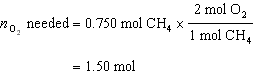 n_O₂ needed = 0.750 mol CH₄ × 2 mol O₂ / 1 mol CH₄
= 1.50 mol